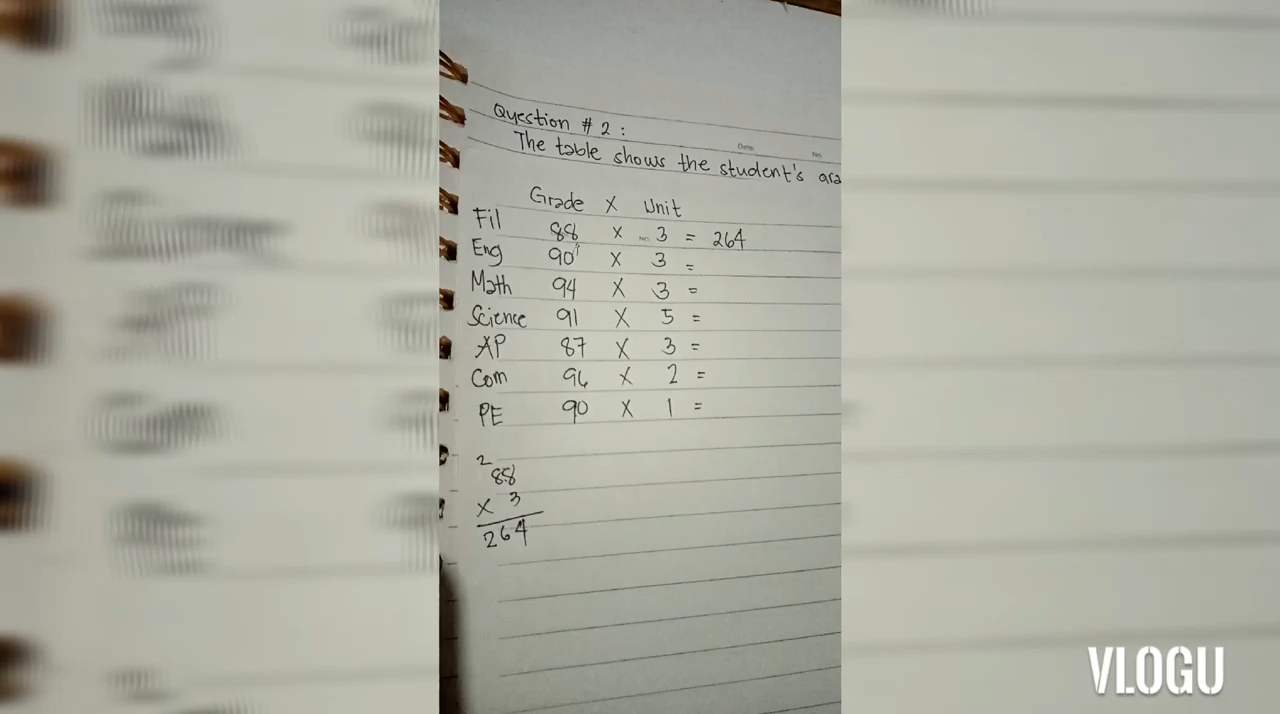 Question # 2 :
The table shows the student's
Grade X Unit
Fil 88 X 3 = 264
Eng 90 X 3 =
Math 94 X 3 =
Science 91 X 5 =
AP 87 X 3 =
Com 96 X 2 =
PE 90 X 1 =
2
88
X 3
264
VLOGU